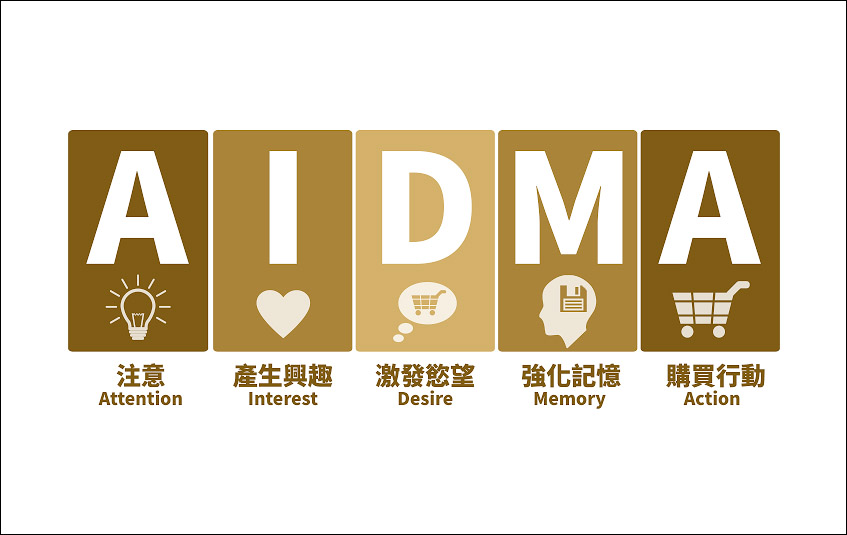 A I D M A
注意 產生興趣 激發慾望 強化記憶 購買行動
Attention Interest Desire Memory Action